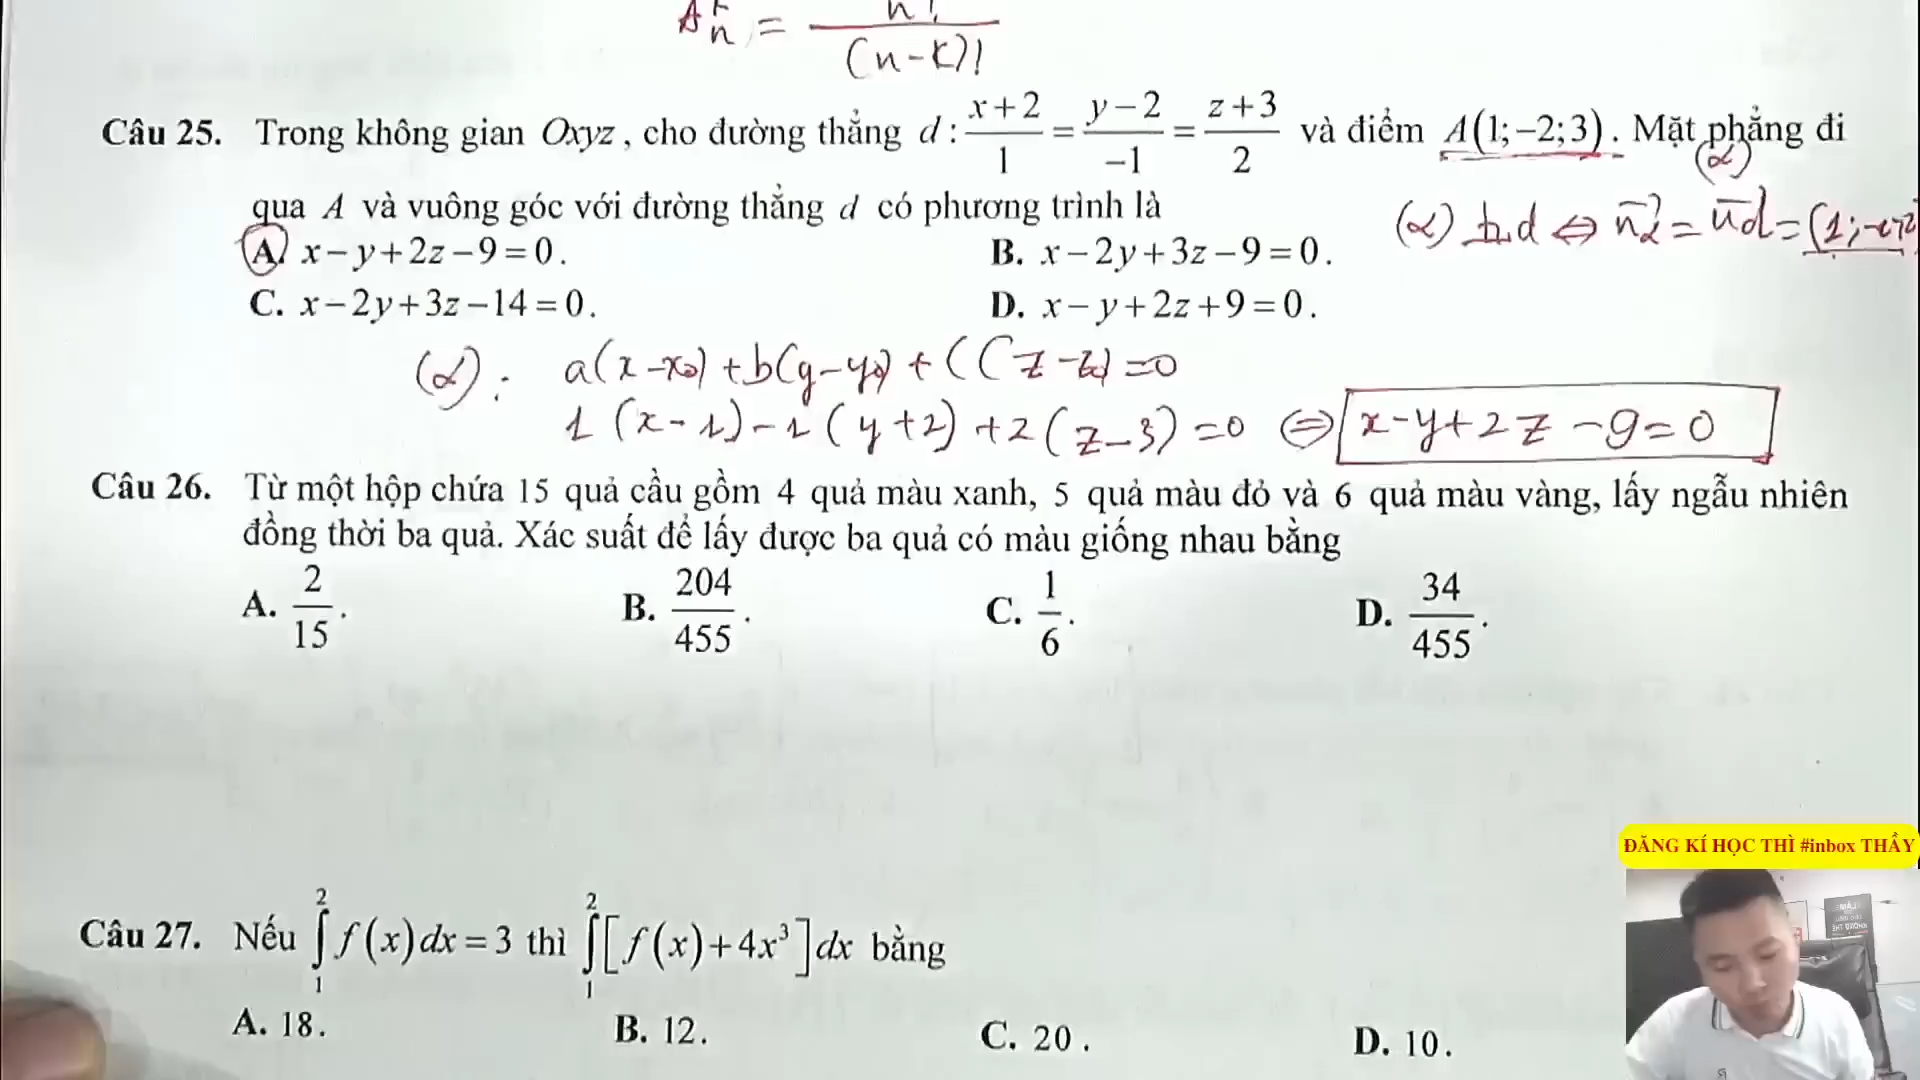 Aₙᵏ = n! / (n-k)!
Câu 25. Trong không gian Oxyz, cho đường thẳng d: (x+2)/1 = (y-2)/-1 = (z+3)/2 và điểm A(1;-2;3). Mặt phẳng đi
(α)
qua A và vuông góc với đường thẳng d có phương trình là
(α) ⊥ d ⇔ n⃗α = u⃗d = (1;-1;2
A. x-y+2z-9=0. B. x-2y+3z-9=0.
C. x-2y+3z-14=0. D. x-y+2z+9=0.
(α): a(x-x₀)+b(y-y₀)+c(z-z₀)=0
1(x-1)-1(y+2)+2(z-3)=0 ⇔ x-y+2z-9=0
Câu 26. Từ một hộp chứa 15 quả cầu gồm 4 quả màu xanh, 5 quả màu đỏ và 6 quả màu vàng, lấy ngẫu nhiên
đồng thời ba quả. Xác suất để lấy được ba quả có màu giống nhau bằng
A. 2/15. B. 204/455. C. 1/6. D. 34/455.
ĐĂNG KÍ HỌC THÌ #inbox THẦY
Câu 27. Nếu ∫₁² f(x)dx=3 thì ∫₁² [f(x)+4x³]dx bằng
A. 18. B. 12. C. 20. D. 10.